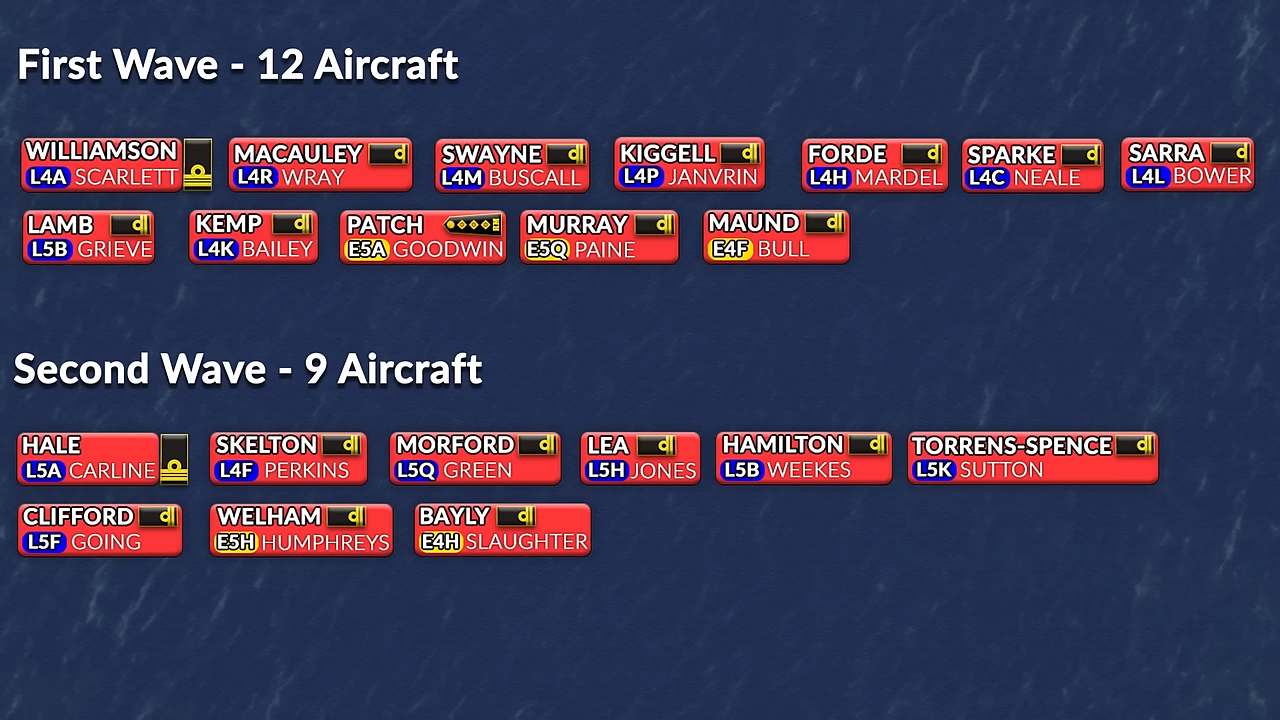 First Wave - 12 Aircraft
WILLIAMSON MACAULEY SWAYNE KIGGELL FORDE SPARKE SARRA
L4A SCARLETT L4R WRAY L4M BUSCALL L4P JANVRIN L4H MARDEL L4C NEALE L4L BOWER
LAMB KEMP PATCH MURRAY MAUND
L5B GRIEVE L4K BAILEY E5A GOODWIN E5Q PAINE E4F BULL
Second Wave - 9 Aircraft
HALE SKELTON MORFORD LEA HAMILTON TORRENS-SPENCE
L5A CARLINE L4F PERKINS L5Q GREEN L5H JONES L5B WEEKES L5K SUTTON
CLIFFORD WELHAM BAYLY
L5F GOING E5H HUMPHREYS E4H SLAUGHTER